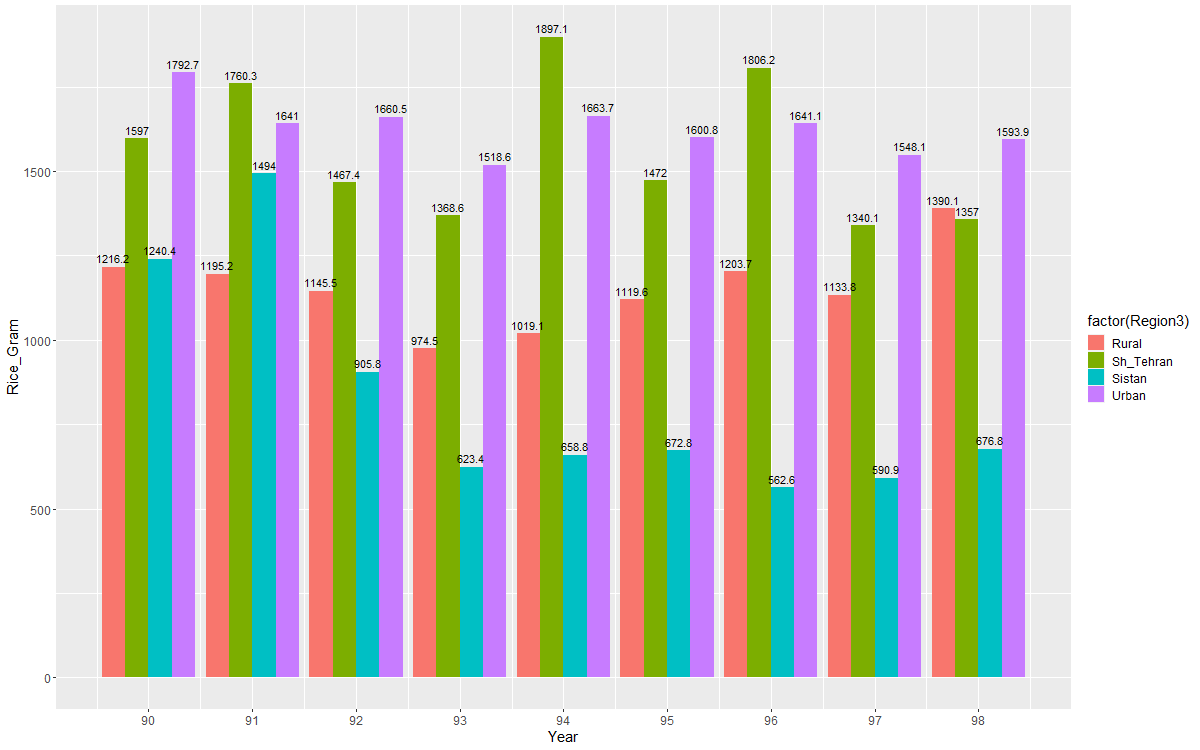 Rice_Gram
1500
1000
500
0
1216.2 1597 1240.4 1792.7
1195.2 1760.3 1494 1641
1145.5 1467.4 905.8 1660.5
974.5 1368.6 623.4 1518.6
1019.1 1897.1 658.8 1663.7
1119.6 1472 672.8 1600.8
1203.7 1806.2 562.6 1641.1
1133.8 1340.1 590.9 1548.1
1390.1 1357 676.8 1593.9
90 91 92 93 94 95 96 97 98
Year
factor(Region3)
Rural
Sh_Tehran
Sistan
Urban